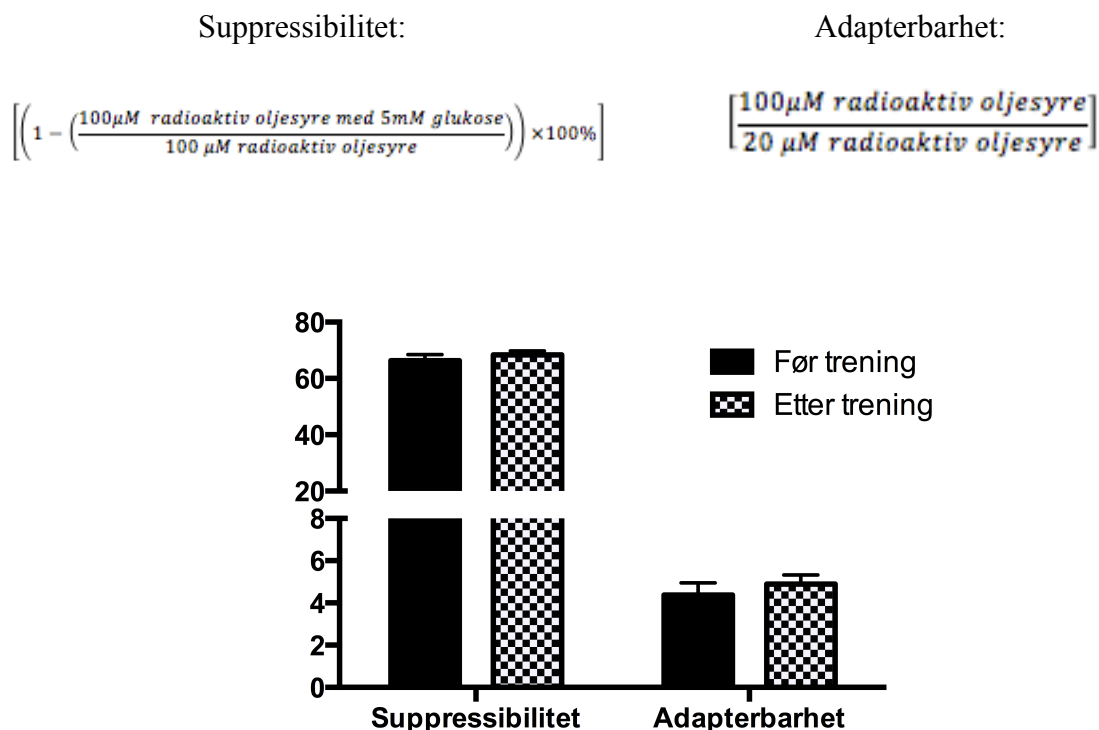 Suppressibilitet: Adapterbarhet:
[(1 − (100μM radioaktiv oljesyre med 5mM glukose / 100 μM radioaktiv oljesyre)) ×100%]
[100μM radioaktiv oljesyre / 20 μM radioaktiv oljesyre]
80
60
40
20
8
6
4
2
0
Før trening
Etter trening
Suppressibilitet Adapterbarhet